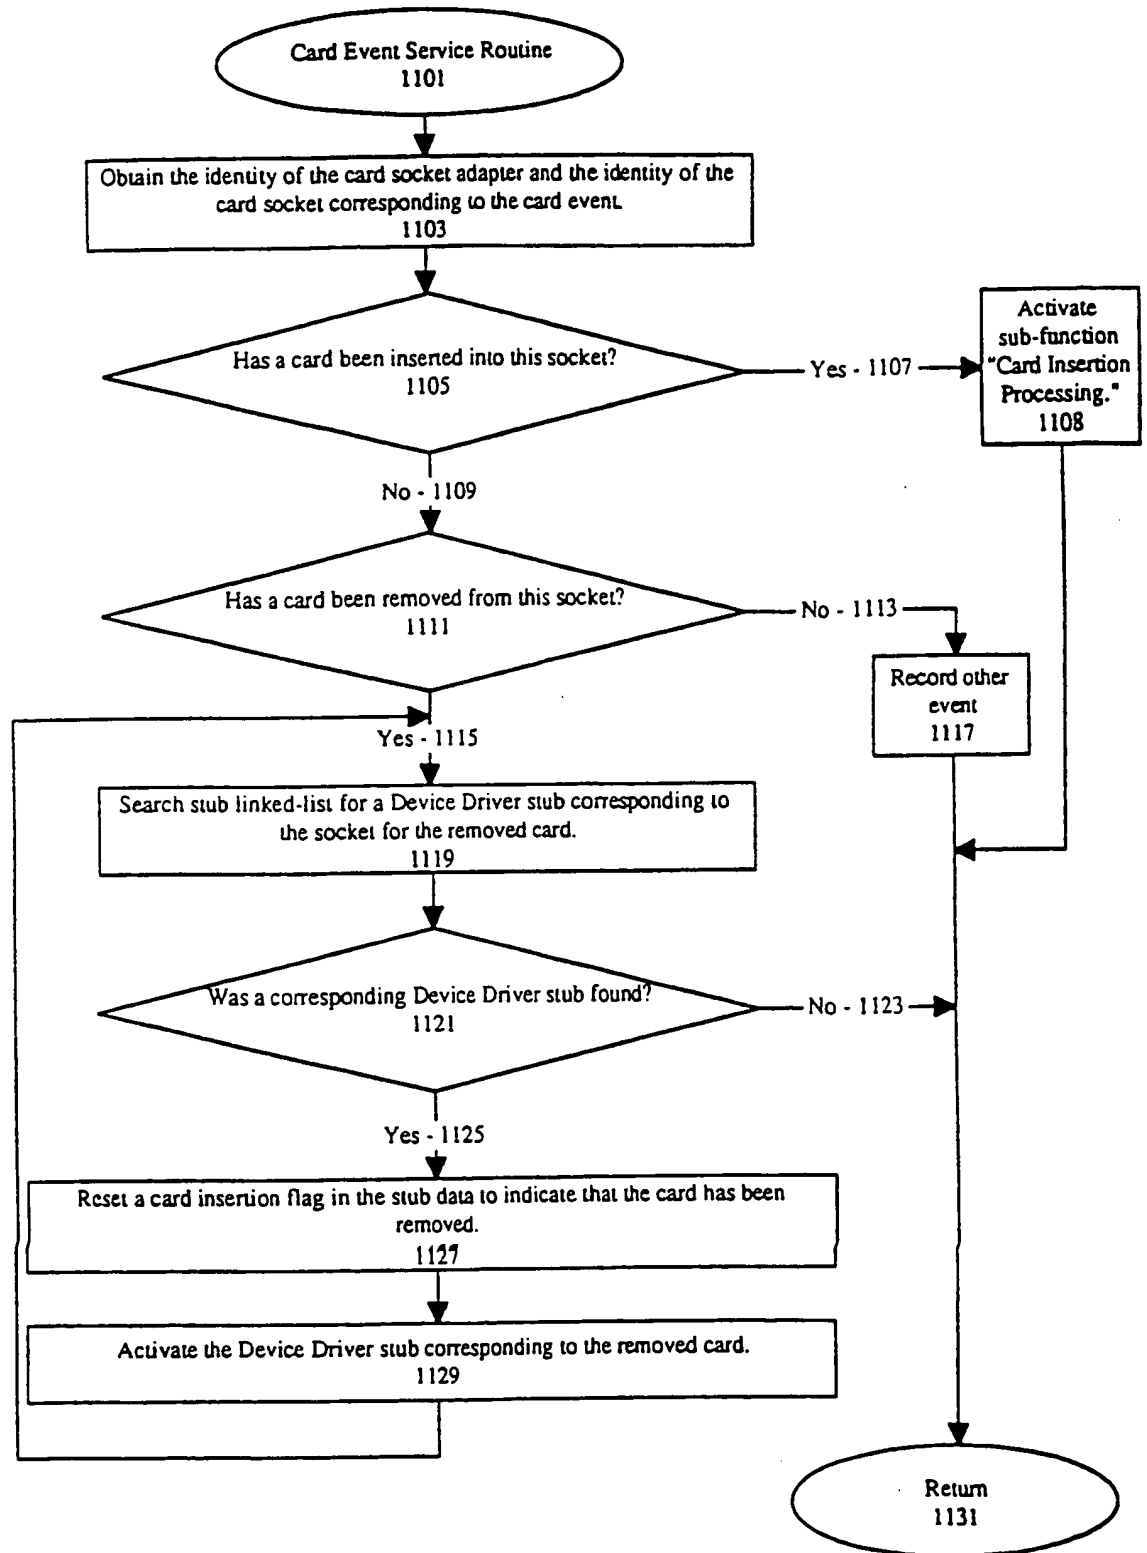 Card Event Service Routine
1101
Obtain the identity of the card socket adapter and the identity of the
card socket corresponding to the card event.
1103
Has a card been inserted into this socket?
1105
Yes - 1107
Activate
sub-function
"Card Insertion
Processing."
1108
No - 1109
Has a card been removed from this socket?
1111
No - 1113
Record other
event
1117
Yes - 1115
Search stub linked-list for a Device Driver stub corresponding to
the socket for the removed card.
1119
Was a corresponding Device Driver stub found?
1121
No - 1123
Yes - 1125
Reset a card insertion flag in the stub data to indicate that the card has been
removed.
1127
Activate the Device Driver stub corresponding to the removed card.
1129
Return
1131